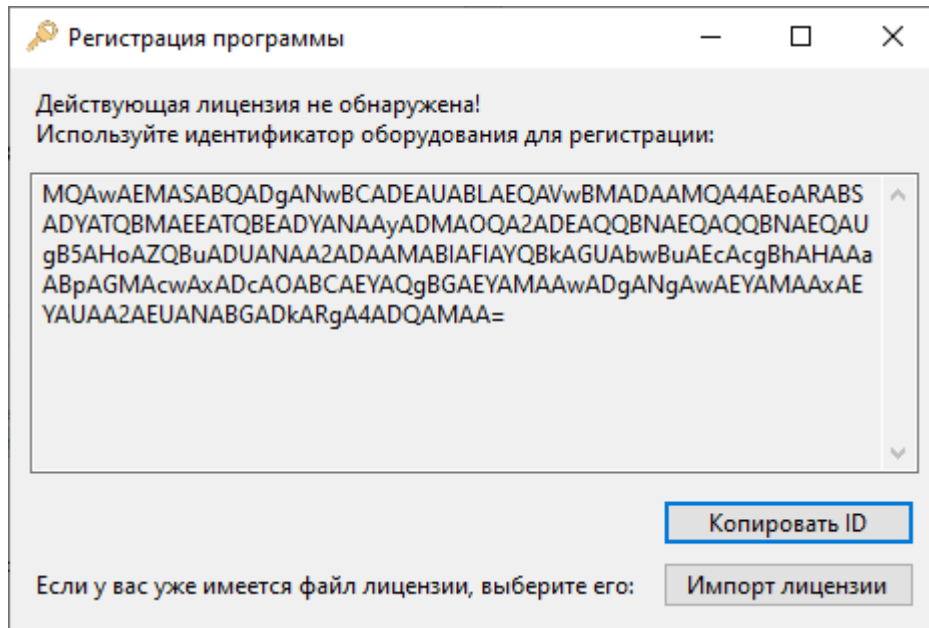 Регистрация программы
Действующая лицензия не обнаружена!
Используйте идентификатор оборудования для регистрации:
MQAwAEMASABQADgANwBCADEAUABLAEQAVwBMADAAMQA4AEoARABS
ADYATQBMAEEATQBEADYANAAyADMAOQA2ADEAQQBNAEQAQQBNAEQAU
gB5AHoAZQBuADUANAA2ADAAMABlAFIAYQBkAGUAbwBuAEcAcgBhAHAAa
ABpAGMAcwAxADcAOABCAEYAQgBGAEYAMAAwADgANgAwAEYAMAAxAE
YAUAA2AEUANABGADkARgA4ADQAMAA=
Копировать ID
Если у вас уже имеется файл лицензии, выберите его:
Импорт лицензии